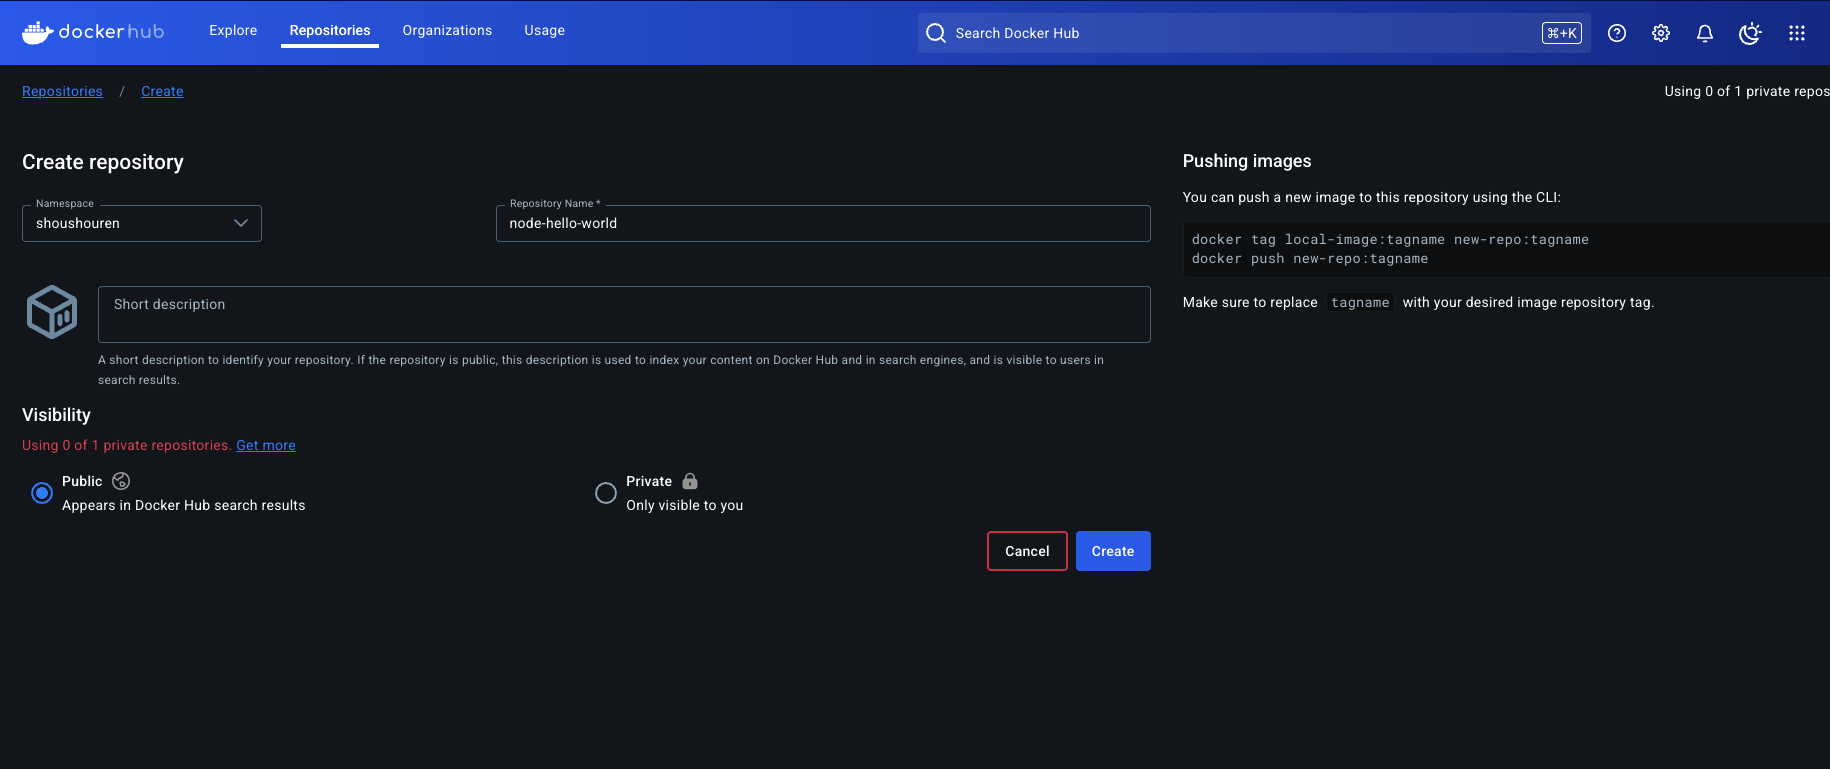 dockerhub Explore Repositories Organizations Usage Search Docker Hub ⌘+K
Repositories / Create Using 0 of 1 private repos
Create repository
Namespace
shoushouren
Repository Name *
node-hello-world
Short description
A short description to identify your repository. If the repository is public, this description is used to index your content on Docker Hub and in search engines, and is visible to users in
search results.
Visibility
Using 0 of 1 private repositories. Get more
Public
Appears in Docker Hub search results
Private
Only visible to you
Cancel Create
Pushing images
You can push a new image to this repository using the CLI:
docker tag local-image:tagname new-repo:tagname
docker push new-repo:tagname
Make sure to replace tagname with your desired image repository tag.